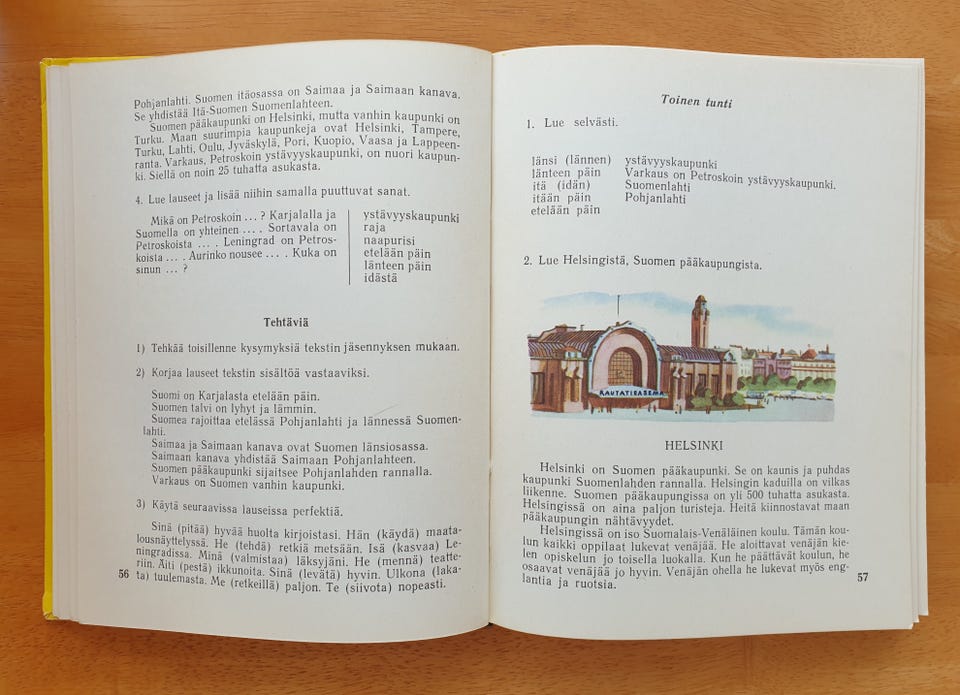 Pohjanlahti. Suomen itäosassa on Saimaa ja Saimaan kanava.
Se yhdistää Itä-Suomen Suomenlahteen.
Suomen pääkaupunki on Helsinki, mutta vanhin kaupunki on
Turku. Maan suurimpia kaupunkeja ovat Helsinki, Tampere,
Turku, Lahti, Oulu, Jyväskylä, Pori, Kuopio, Vaasa ja Lappeen-
ranta. Varkaus, Petroskoin ystävyyskaupunki, on nuori kaupun-
ki. Siellä on noin 25 tuhatta asukasta.
4. Lue lauseet ja lisää niihin samalla puuttuvat sanat.
Mikä on Petroskoin ... ? Karjalalla ja
Suomella on yhteinen ... . Sortavala on
Petroskoista ... . Leningrad on Petros-
koista ... . Aurinko nousee ... . Kuka on
sinun ... ?
ystävyyskaupunki
raja
naapurisi
etelään päin
länteen päin
idästä
Tehtäviä
1) Tehkää toisillenne kysymyksiä tekstin jäsennyksen mukaan.
2) Korjaa lauseet tekstin sisältöä vastaaviksi.
Suomi on Karjalasta etelään päin.
Suomen talvi on lyhyt ja lämmin.
Suomea rajoittaa etelässä Pohjanlahti ja lännessä Suomen-
lahti.
Saimaa ja Saimaan kanava ovat Suomen länsiosassa.
Saimaan kanava yhdistää Saimaan Pohjanlahteen.
Suomen pääkaupunki sijaitsee Pohjanlahden rannalla.
Varkaus on Suomen vanhin kaupunki.
3) Käytä seuraavissa lauseissa perfektiä.
Sinä (pitää) hyvää huolta kirjoistasi. Hän (käydä) maata-
lousnäyttelyssä. He (tehdä) retkiä metsään. Isä (kasvaa) Le-
ningradissa. Minä (valmistaa) läksyjäni. He (mennä) teatte-
riin. Äiti (pestä) ikkunoita. Sinä (levätä) hyvin. Ulkona (laka-
ta) tuulemasta. Me (retkeillä) paljon. Te (siivota) nopeasti.
56
Toinen tunti
1. Lue selvästi.
länsi (lännen)
länteen päin
itä (idän)
itään päin
etelään päin
ystävyyskaupunki
Varkaus on Petroskoin ystävyyskaupunki.
Suomenlahti
Pohjanlahti
2. Lue Helsingistä, Suomen pääkaupungista.
RAUTATIEASEMA
HELSINKI
Helsinki on Suomen pääkaupunki. Se on kaunis ja puhdas
kaupunki Suomenlahden rannalla. Helsingin kaduilla on vilkas
liikenne. Suomen pääkaupungissa on yli 500 tuhatta asukasta.
Helsingissä on aina paljon turisteja. Heitä kiinnostavat maan
pääkaupungin nähtävyydet.
Helsingissä on iso Suomalais-Venäläinen koulu. Tämän kou-
lun kaikki oppilaat lukevat venäjää. He aloittavat venäjän kie-
len opiskelun jo toisella luokalla. Kun he päättävät koulun, he
osaavat venäjää jo hyvin. Venäjän ohella he lukevat myös eng-
lantia ja ruotsia.
57